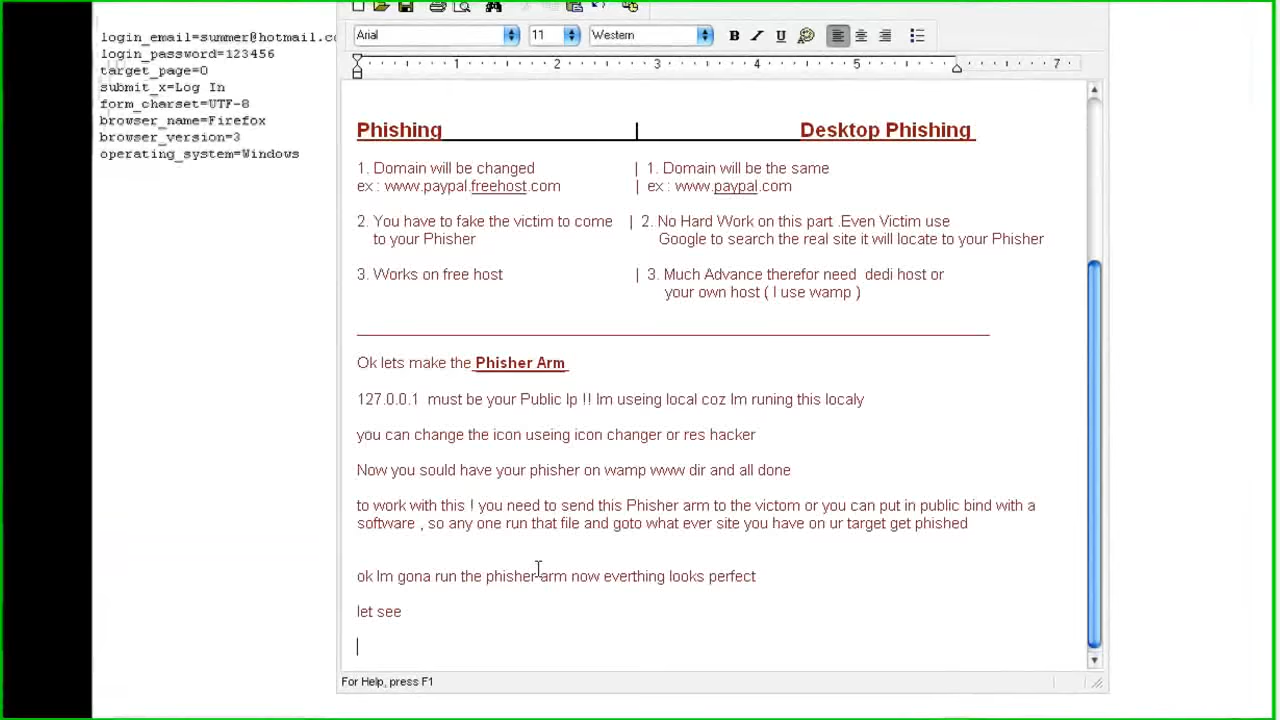 login_email=summer@hotmail.co
login_password=123456
target_page=0
submit_x=Log In
form_charset=UTF-8
browser_name=Firefox
browser_version=3
operating_system=Windows
Arial 11 Western B I U
1 2 3 4 5 7
Phishing | Desktop Phishing
1. Domain will be changed | 1. Domain will be the same
ex : www.paypal.freehost.com | ex : www.paypal.com
2. You have to fake the victim to come | 2. No Hard Work on this part .Even Victim use
to your Phisher Google to search the real site it will locate to your Phisher
3. Works on free host | 3. Much Advance therefor need dedi host or
your own host ( I use wamp )
Ok lets make the Phisher Arm
127.0.0.1 must be your Public Ip !! Im useing local coz Im runing this localy
you can change the icon useing icon changer or res hacker
Now you sould have your phisher on wamp www dir and all done
to work with this ! you need to send this Phisher arm to the victom or you can put in public bind with a
software , so any one run that file and goto what ever site you have on ur target get phished
ok Im gona run the phisher arm now everthing looks perfect
let see
For Help, press F1